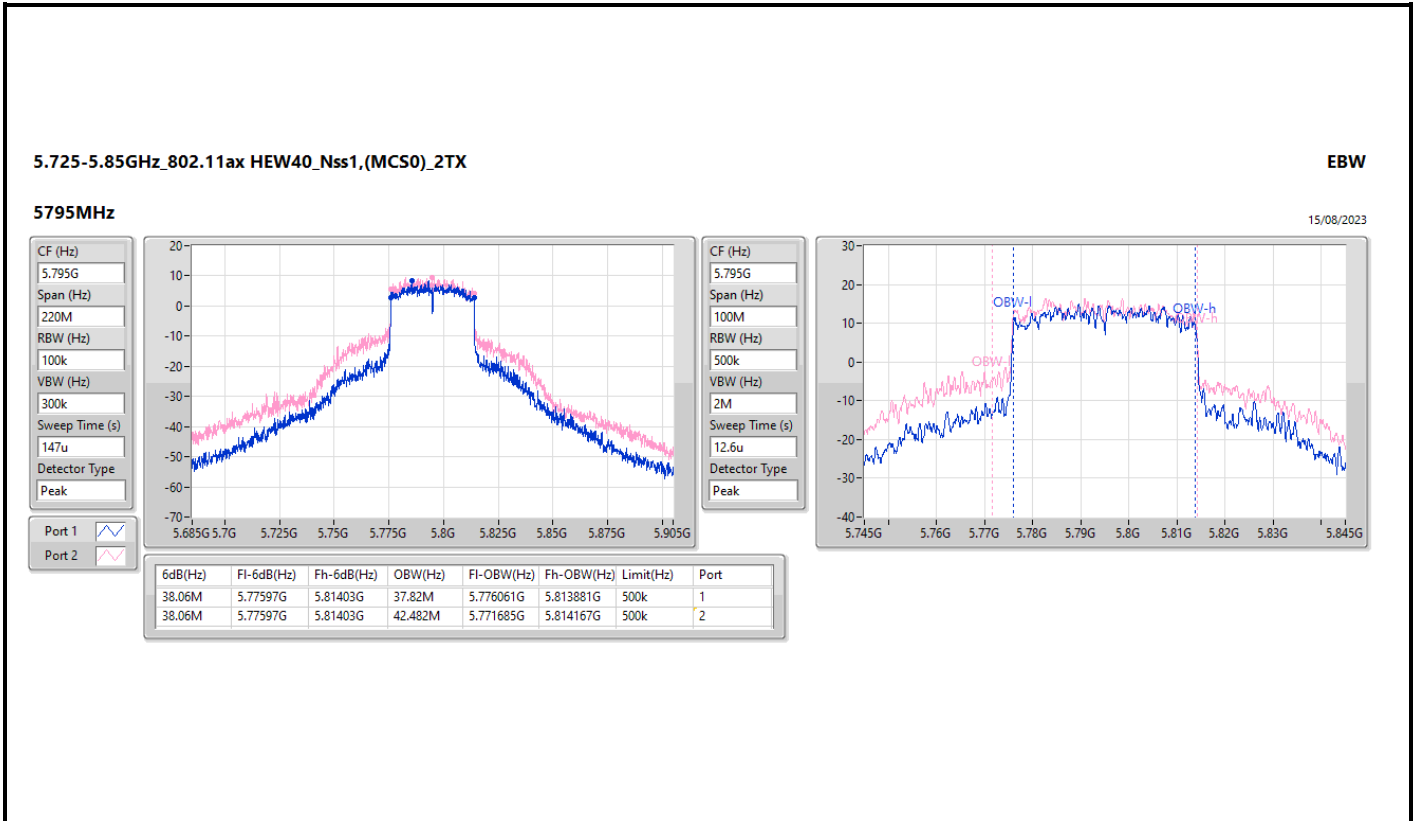 5.725-5.85GHz_802.11ax HEW40_Nss1,(MCS0)_2TX
EBW
5795MHz
15/08/2023
CF (Hz)
5.795G
Span (Hz)
220M
RBW (Hz)
100k
VBW (Hz)
300k
Sweep Time (s)
147u
Detector Type
Peak
Port 1
Port 2
20
10
0
-10
-20
-30
-40
-50
-60
-70
5.685G 5.7G 5.725G 5.75G 5.775G 5.8G 5.825G 5.85G 5.875G 5.905G
CF (Hz)
5.795G
Span (Hz)
100M
RBW (Hz)
500k
VBW (Hz)
2M
Sweep Time (s)
12.6u
Detector Type
Peak
30
20
10
0
-10
-20
-30
-40
OBW-l
OBW-h
5.745G 5.76G 5.77G 5.78G 5.79G 5.8G 5.81G 5.82G 5.83G 5.845G
6dB(Hz) Fl-6dB(Hz) Fh-6dB(Hz) OBW(Hz) Fl-OBW(Hz) Fh-OBW(Hz) Limit(Hz) Port
38.06M 5.77597G 5.81403G 37.82M 5.776061G 5.813881G 500k 1
38.06M 5.77597G 5.81403G 42.482M 5.771685G 5.814167G 500k 2